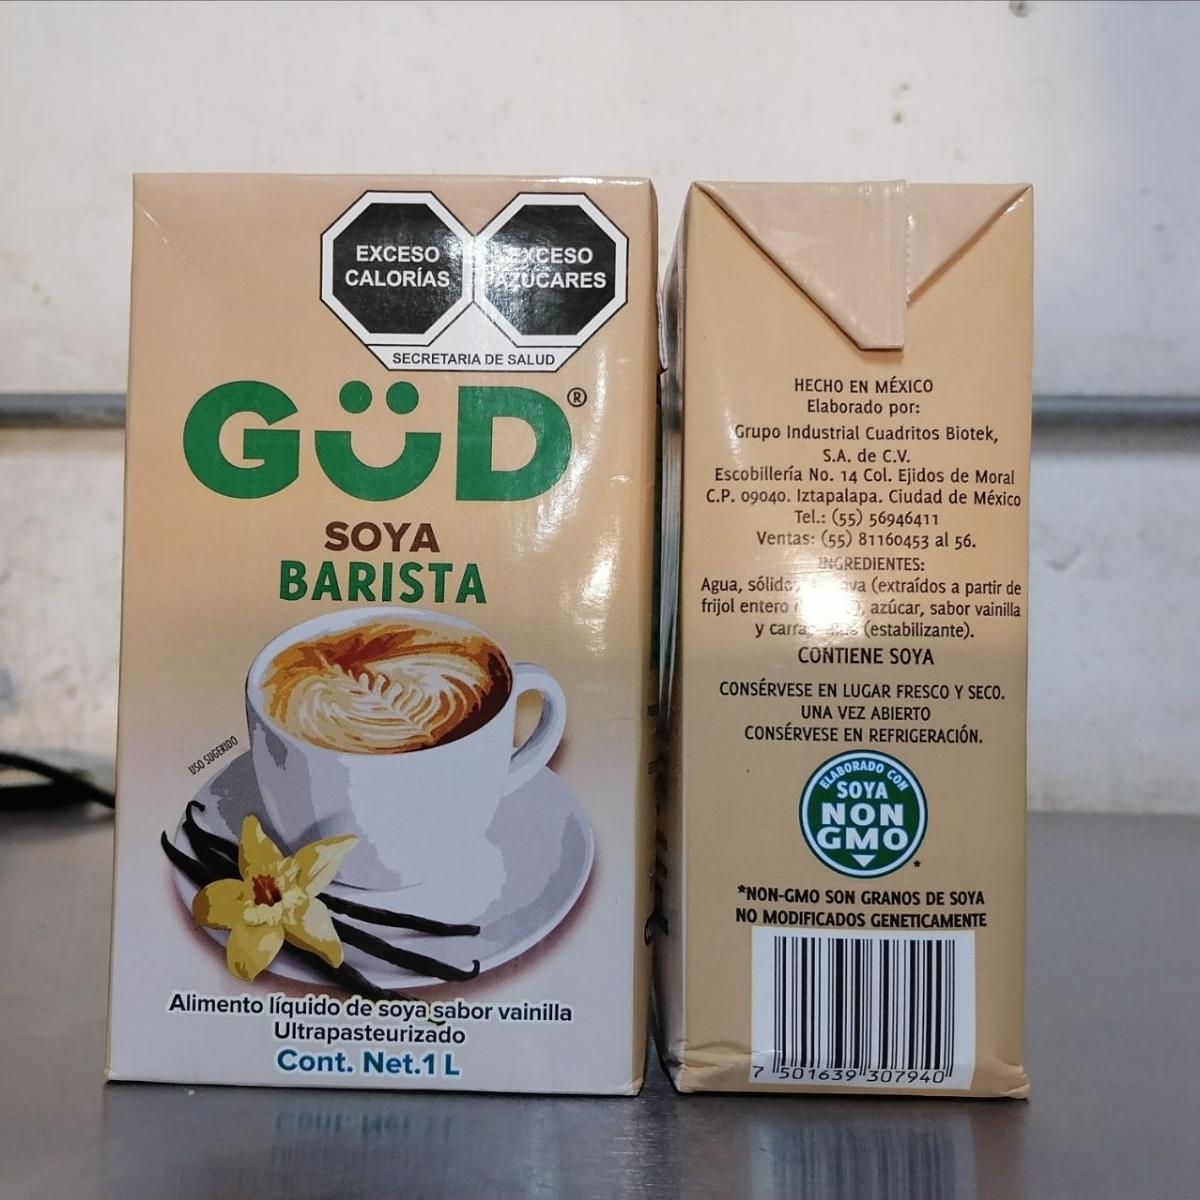 EXCESO
CALORÍAS
EXCESO
AZÚCARES
SECRETARIA DE SALUD
GÜD®
SOYA
BARISTA
USO SUGERIDO
Alimento líquido de soya sabor vainilla
Ultrapasteurizado
Cont. Net.1 L
HECHO EN MÉXICO
Elaborado por:
Grupo Industrial Cuadritos Biotek,
S.A. de C.V.
Escobillería No. 14 Col. Ejidos de Moral
C.P. 09040. Iztapalapa. Ciudad de México
Tel.: (55) 56946411
Ventas: (55) 81160453 al 56.
INGREDIENTES:
Agua, (extraídos a partir de
frijol entero azúcar, sabor vainilla
y (estabilizante).
CONTIENE SOYA
CONSÉRVESE EN LUGAR FRESCO Y SECO.
UNA VEZ ABIERTO
CONSÉRVESE EN REFRIGERACIÓN.
ELABORADO CON
SOYA
NON
GMO
*
*NON-GMO SON GRANOS DE SOYA
NO MODIFICADOS GENETICAMENTE
7 501639 307940